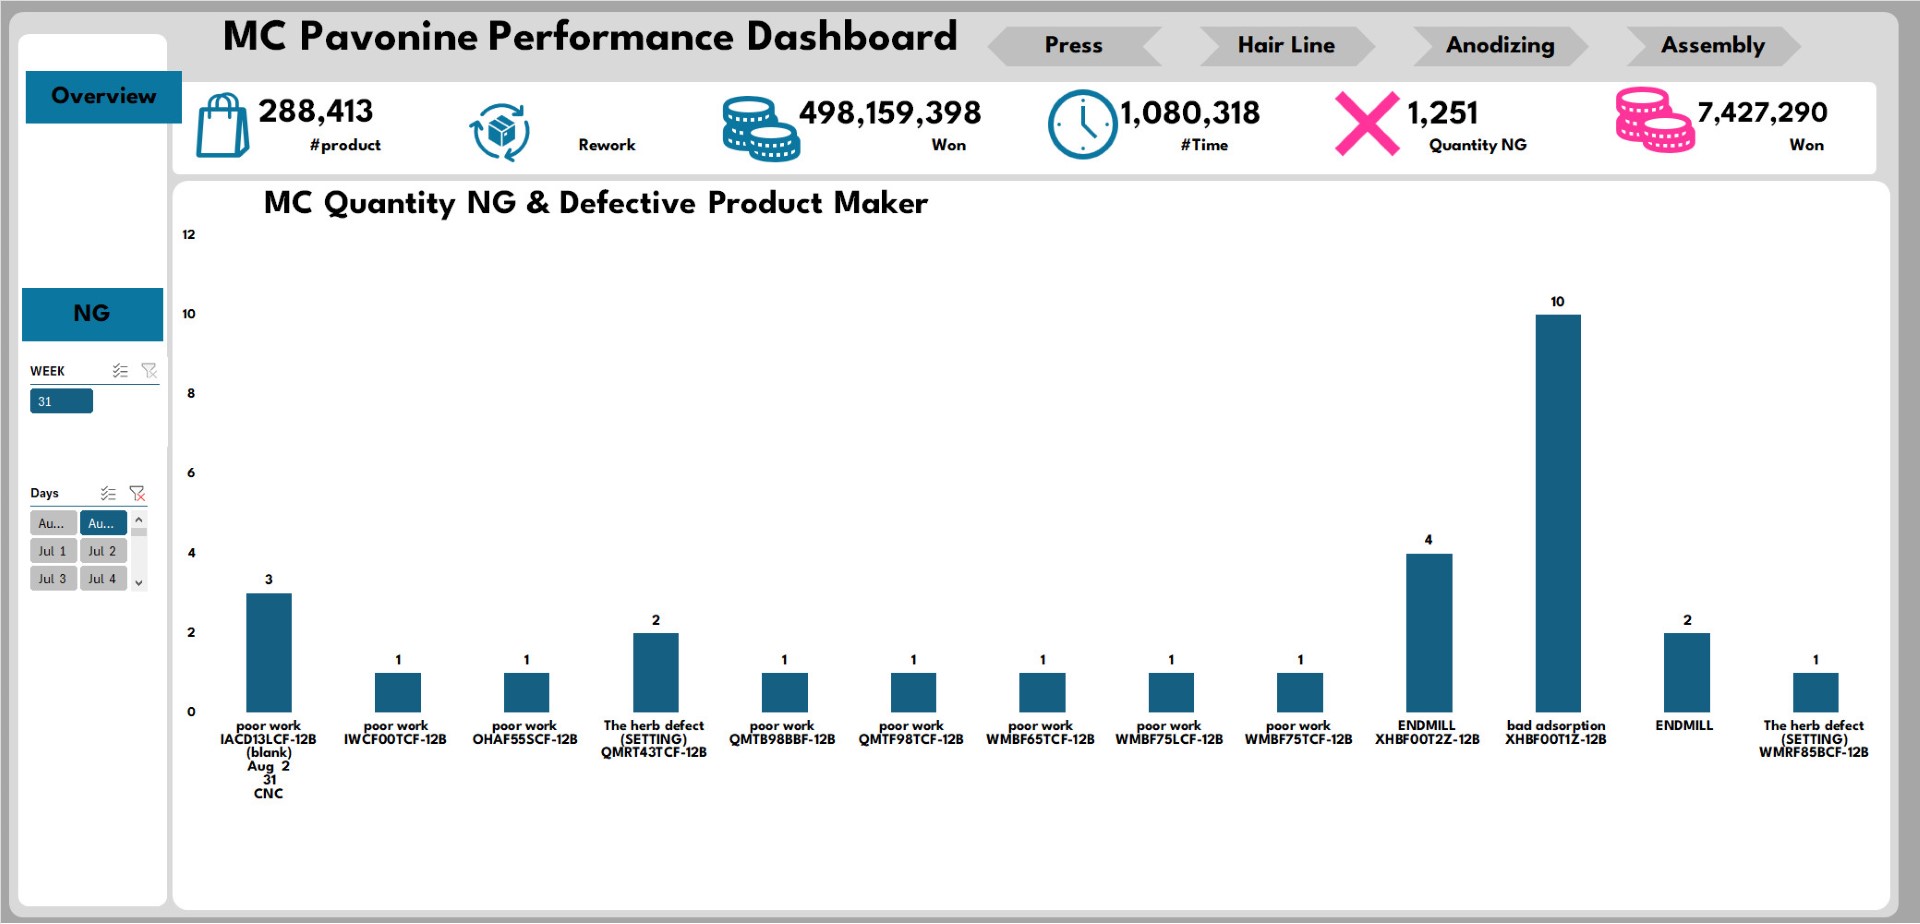 MC Pavonine Performance Dashboard
Press
Hair Line
Anodizing
Assembly
Overview
288,413
#product
Rework
498,159,398
Won
1,080,318
#Time
1,251
Quantity NG
7,427,290
Won
MC Quantity NG & Defective Product Maker
NG
WEEK
31
Days
Au...
Au...
Jul 1
Jul 2
Jul 3
Jul 4
12
10
8
6
4
2
0
3
1
1
2
1
1
1
1
1
4
10
2
1
poor work
IACD13LCF-12B
(blank)
Aug 2
31
CNC
poor work
IWCF00TCF-12B
poor work
OHAF55SCF-12B
The herb defect
(SETTING)
QMRT43TCF-12B
poor work
QMTB98BBF-12B
poor work
QMTF98TCF-12B
poor work
WMBF65TCF-12B
poor work
WMBF75LCF-12B
poor work
WMBF75TCF-12B
ENDMILL
XHBF00T2Z-12B
bad adsorption
XHBF00T1Z-12B
ENDMILL
The herb defect
(SETTING)
WMRF85BCF-12B